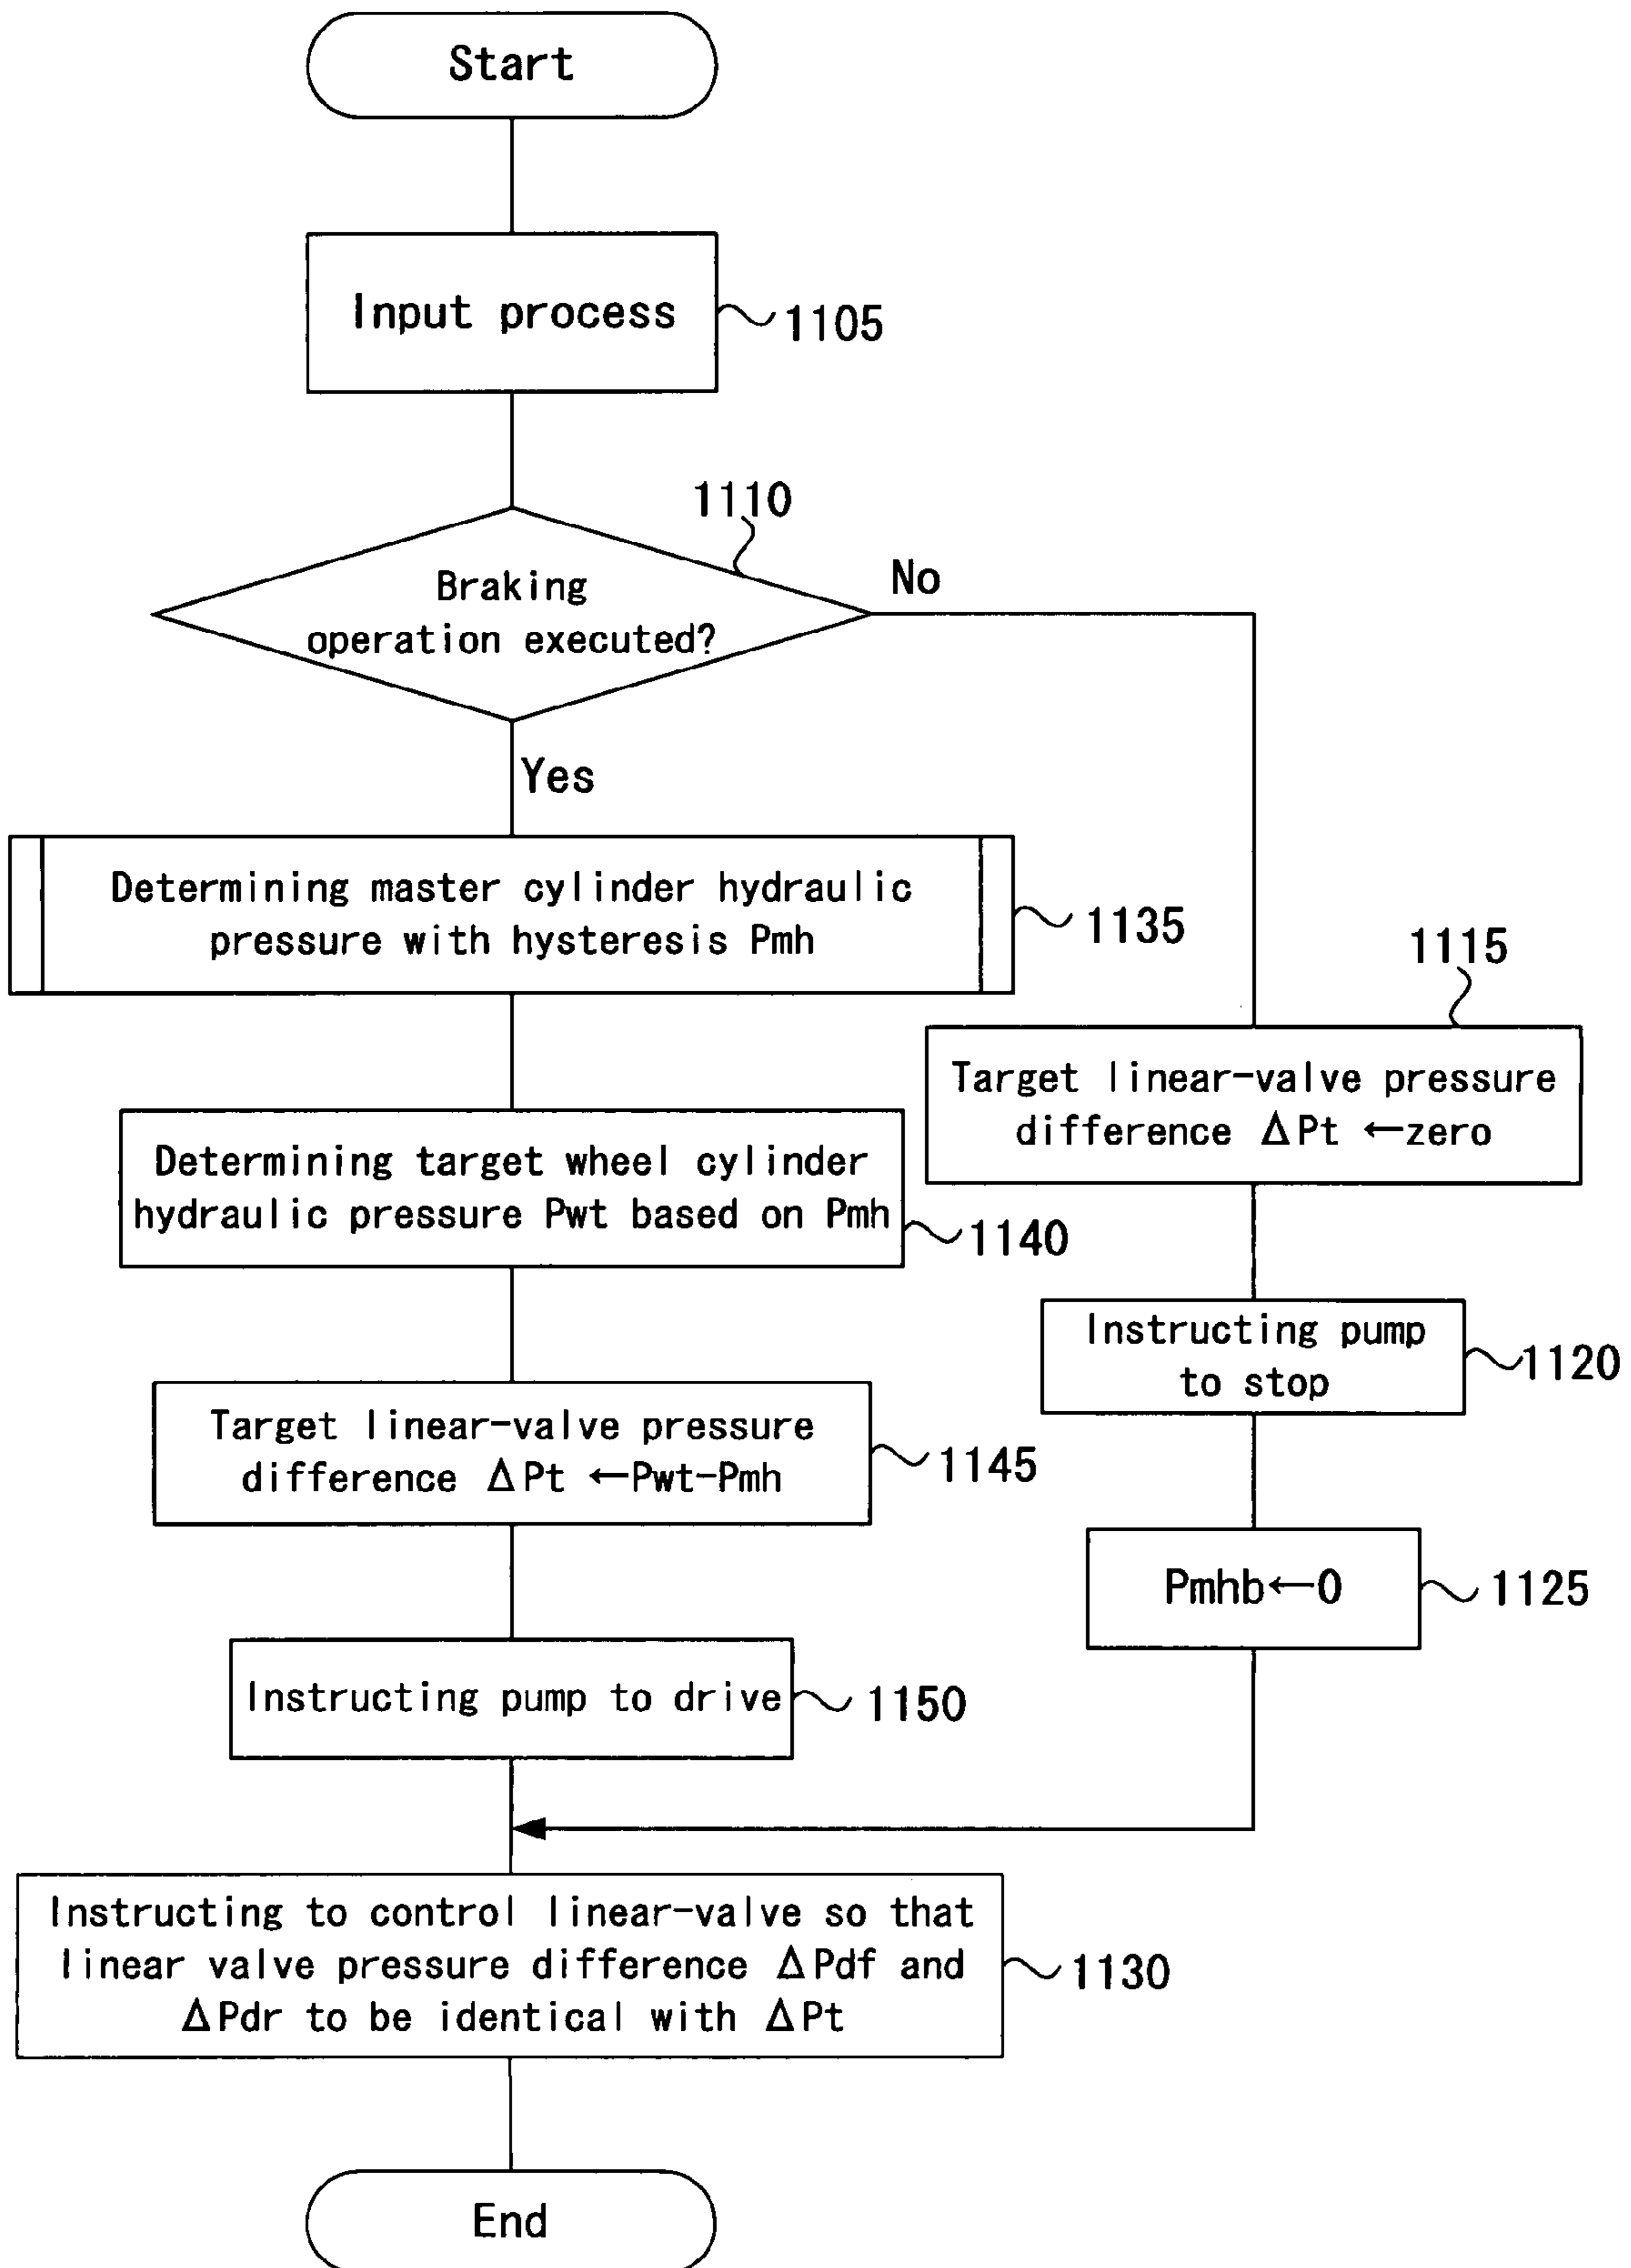 Start
Input process
1105
1110
Braking
operation executed?
No
Yes
Determining master cylinder hydraulic
pressure with hysteresis Pmh
1135
1115
Target linear-valve pressure
difference ΔPt ←zero
Determining target wheel cylinder
hydraulic pressure Pwt based on Pmh
1140
Instructing pump
to stop
1120
Target linear-valve pressure
difference ΔPt ←Pwt-Pmh
1145
Pmhb←0
1125
Instructing pump to drive
1150
Instructing to control linear-valve so that
linear valve pressure difference ΔPdf and
ΔPdr to be identical with ΔPt
1130
End